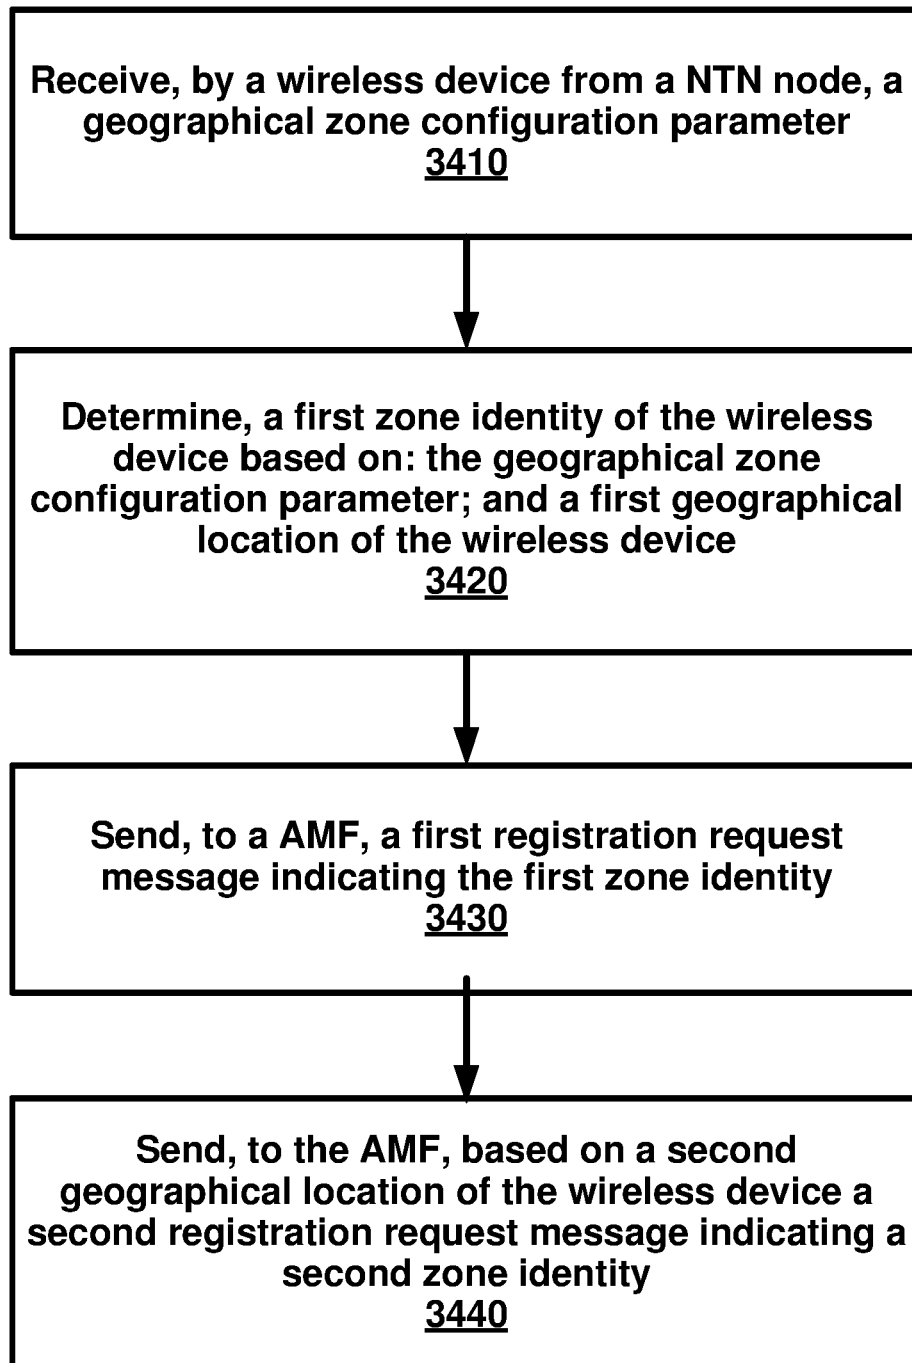 Receive, by a wireless device from a NTN node, a
geographical zone configuration parameter
3410
Determine, a first zone identity of the wireless
device based on: the geographical zone
configuration parameter; and a first geographical
location of the wireless device
3420
Send, to a AMF, a first registration request
message indicating the first zone identity
3430
Send, to the AMF, based on a second
geographical location of the wireless device a
second registration request message indicating a
second zone identity
3440